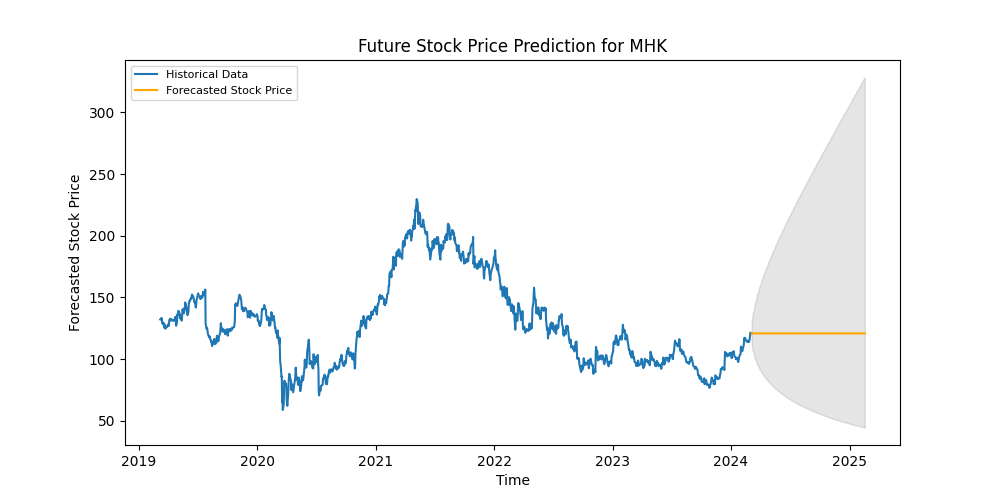 Future Stock Price Prediction for MHK
Historical Data
Forecasted Stock Price
300
250
200
150
100
50
Forecasted Stock Price
2019 2020 2021 2022 2023 2024 2025
Time